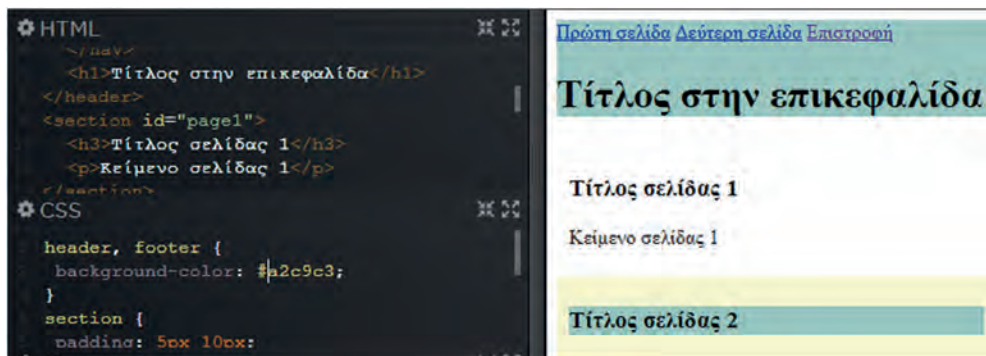 HTML
</nav>
<h1>Τίτλος στην επικεφαλίδα</h1>
</header>
<section id="page1">
<h3>Τίτλος σελίδας 1</h3>
<p>Κείμενο σελίδας 1</p>
</section>
CSS
header, footer {
background-color: #a2c9c3;
}
section {
padding: 5px 10px;
Πρώτη σελίδα Δεύτερη σελίδα Επιστροφή
Τίτλος στην επικεφαλίδα
Τίτλος σελίδας 1
Κείμενο σελίδας 1
Τίτλος σελίδας 2